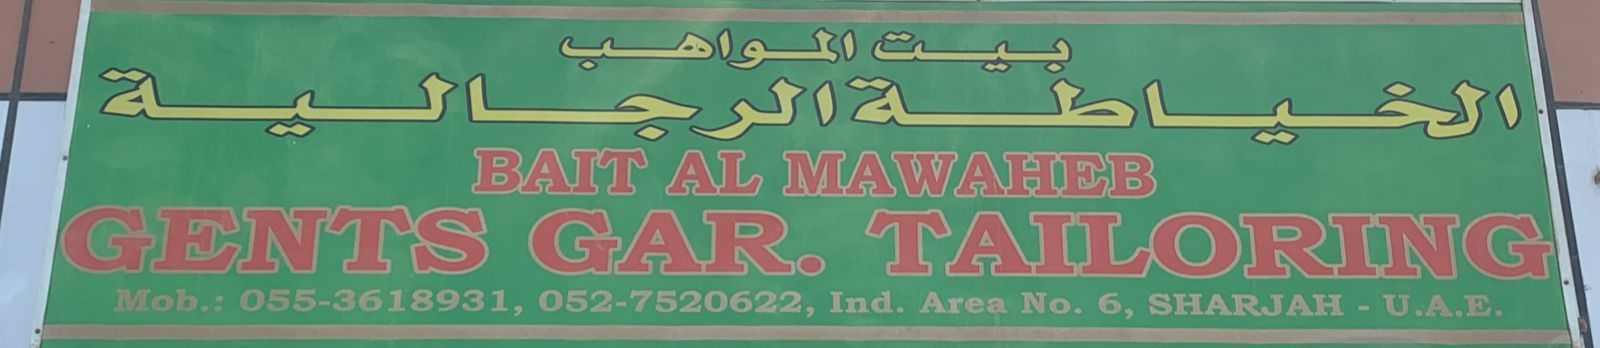 بيت المواهب
الخياطة الرجالية
BAIT AL MAWAHEB
GENTS GAR. TAILORING
Mob.: 055-3618931, 052-7520622, Ind. Area No. 6, SHARJAH - U.A.E.